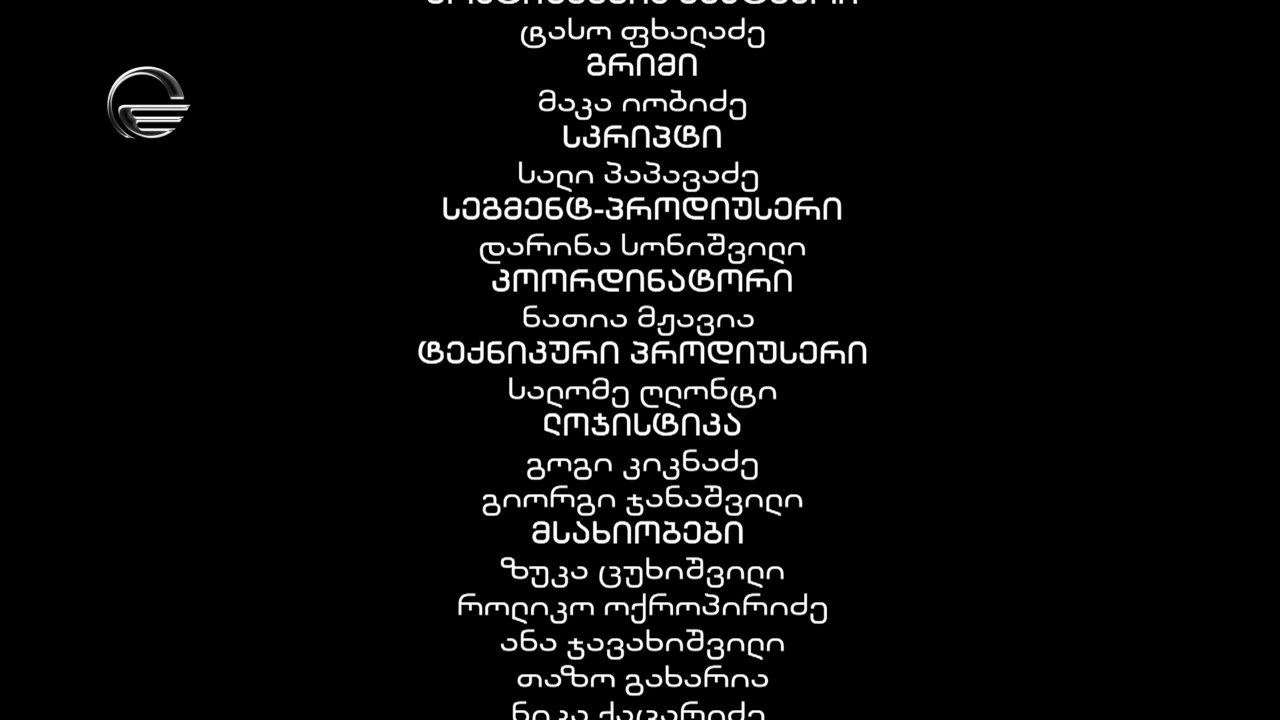 ტასო ფხალაძე
ᲒᲠᲘᲛᲘ
მაკა იობიძე
ᲡᲙᲠᲘᲞᲢᲘ
სალი პაპავაძე
ᲡᲔᲒᲛᲔᲜᲢ-ᲞᲠᲝᲓᲘᲣᲡᲔᲠᲘ
დარინა სონიშვილი
ᲙᲝᲝᲠᲓᲘᲜᲐᲢᲝᲠᲘ
ნათია მჟავია
ᲢᲔᲥᲜᲘᲙᲣᲠᲘ ᲞᲠᲝᲓᲘᲣᲡᲔᲠᲘ
სალომე ღლონტი
ᲚᲝᲯᲘᲡᲢᲘᲙᲐ
გოგი კიკნაძე
გიორგი ჯანაშვილი
ᲛᲡᲐᲮᲘᲝᲑᲔᲑᲘ
ზუკა ცუხიშვილი
როლიკო ოქროპირიძე
ანა ჯავახიშვილი
თაზო გახარია